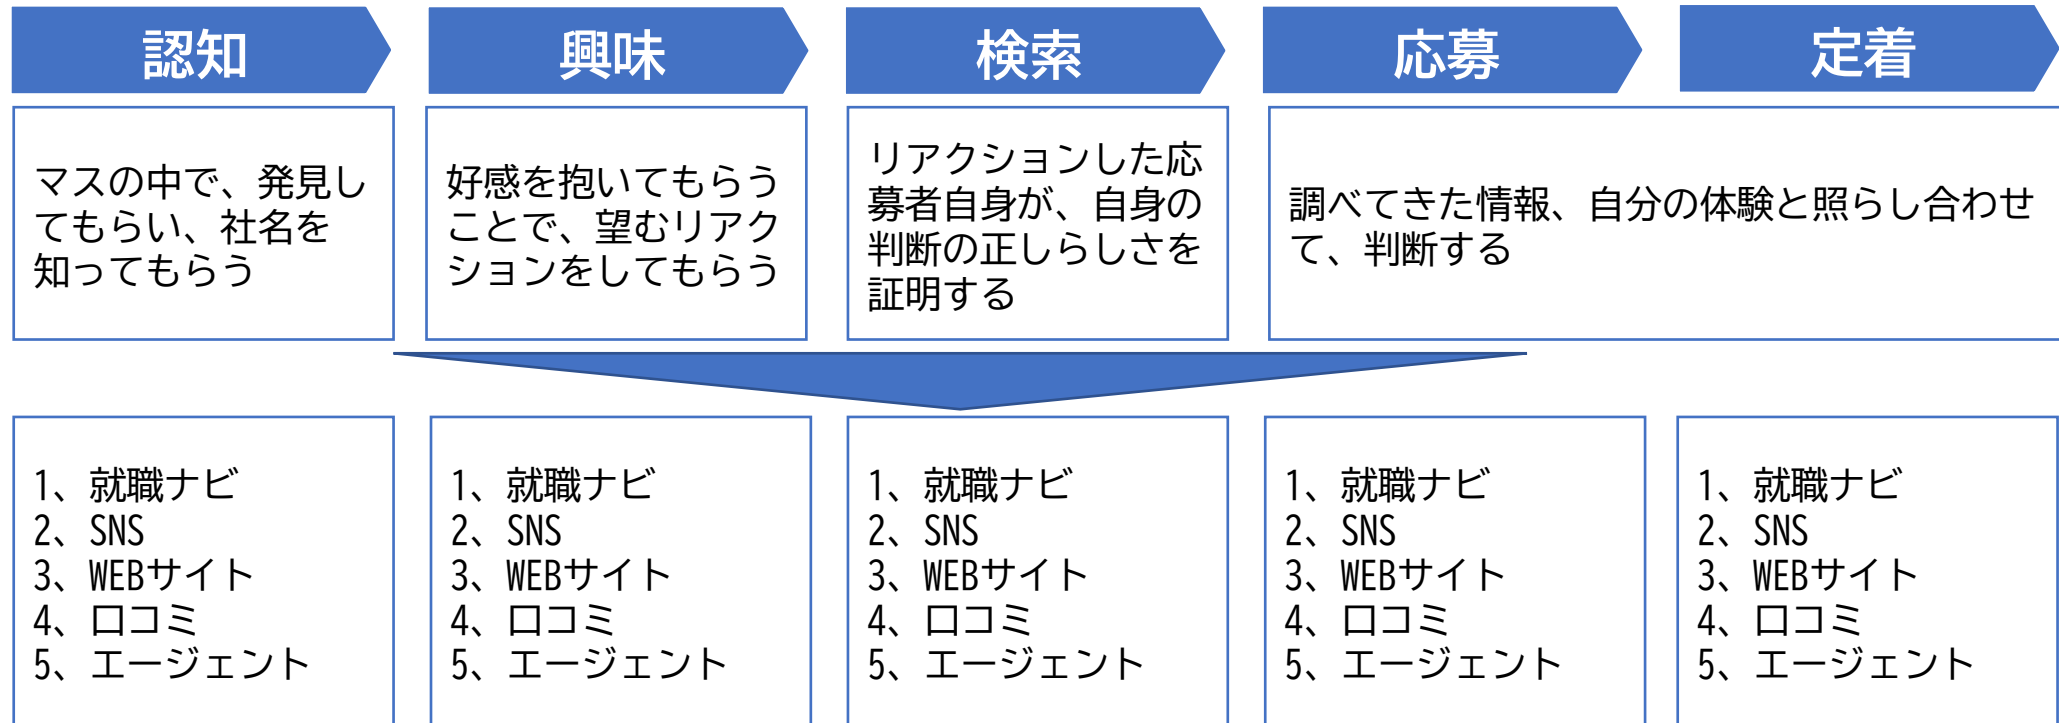 認知
興味
検索
応募
定着
マスの中で、発見し
てもらい、社名を
知ってもらう
好感を抱いてもらう
ことで、望むリアク
ションをしてもらう
リアクションした応
募者自身が、自身の
判断の正しらしさを
証明する
調べてきた情報、自分の体験と照らし合わせ
て、判断する
1、就職ナビ
2、SNS
3、WEBサイト
4、口コミ
5、エージェント
1、就職ナビ
2、SNS
3、WEBサイト
4、口コミ
5、エージェント
1、就職ナビ
2、SNS
3、WEBサイト
4、口コミ
5、エージェント
1、就職ナビ
2、SNS
3、WEBサイト
4、口コミ
5、エージェント
1、就職ナビ
2、SNS
3、WEBサイト
4、口コミ
5、エージェント